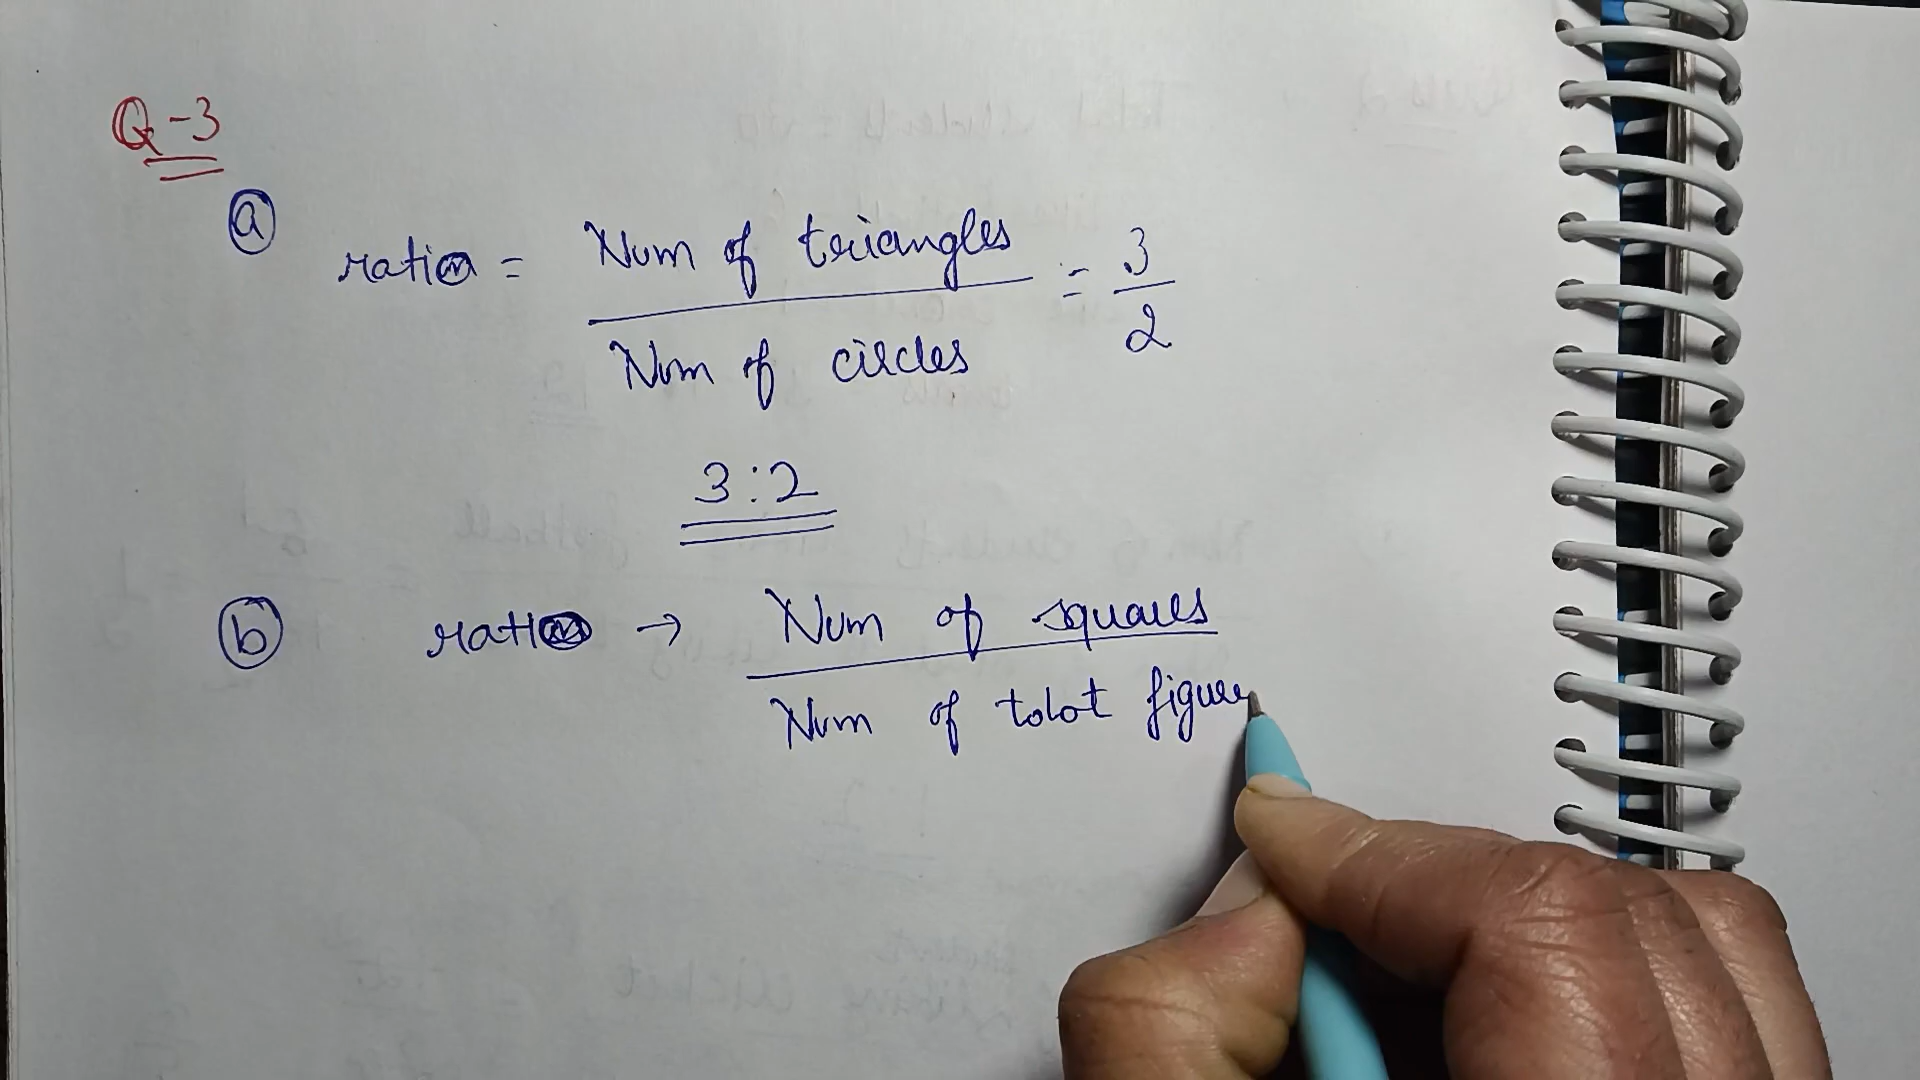 Q-3
a
ratio = Num of triangles / Num of circles = 3/2
3:2
b ratio → Num of squares
Num of totot figure